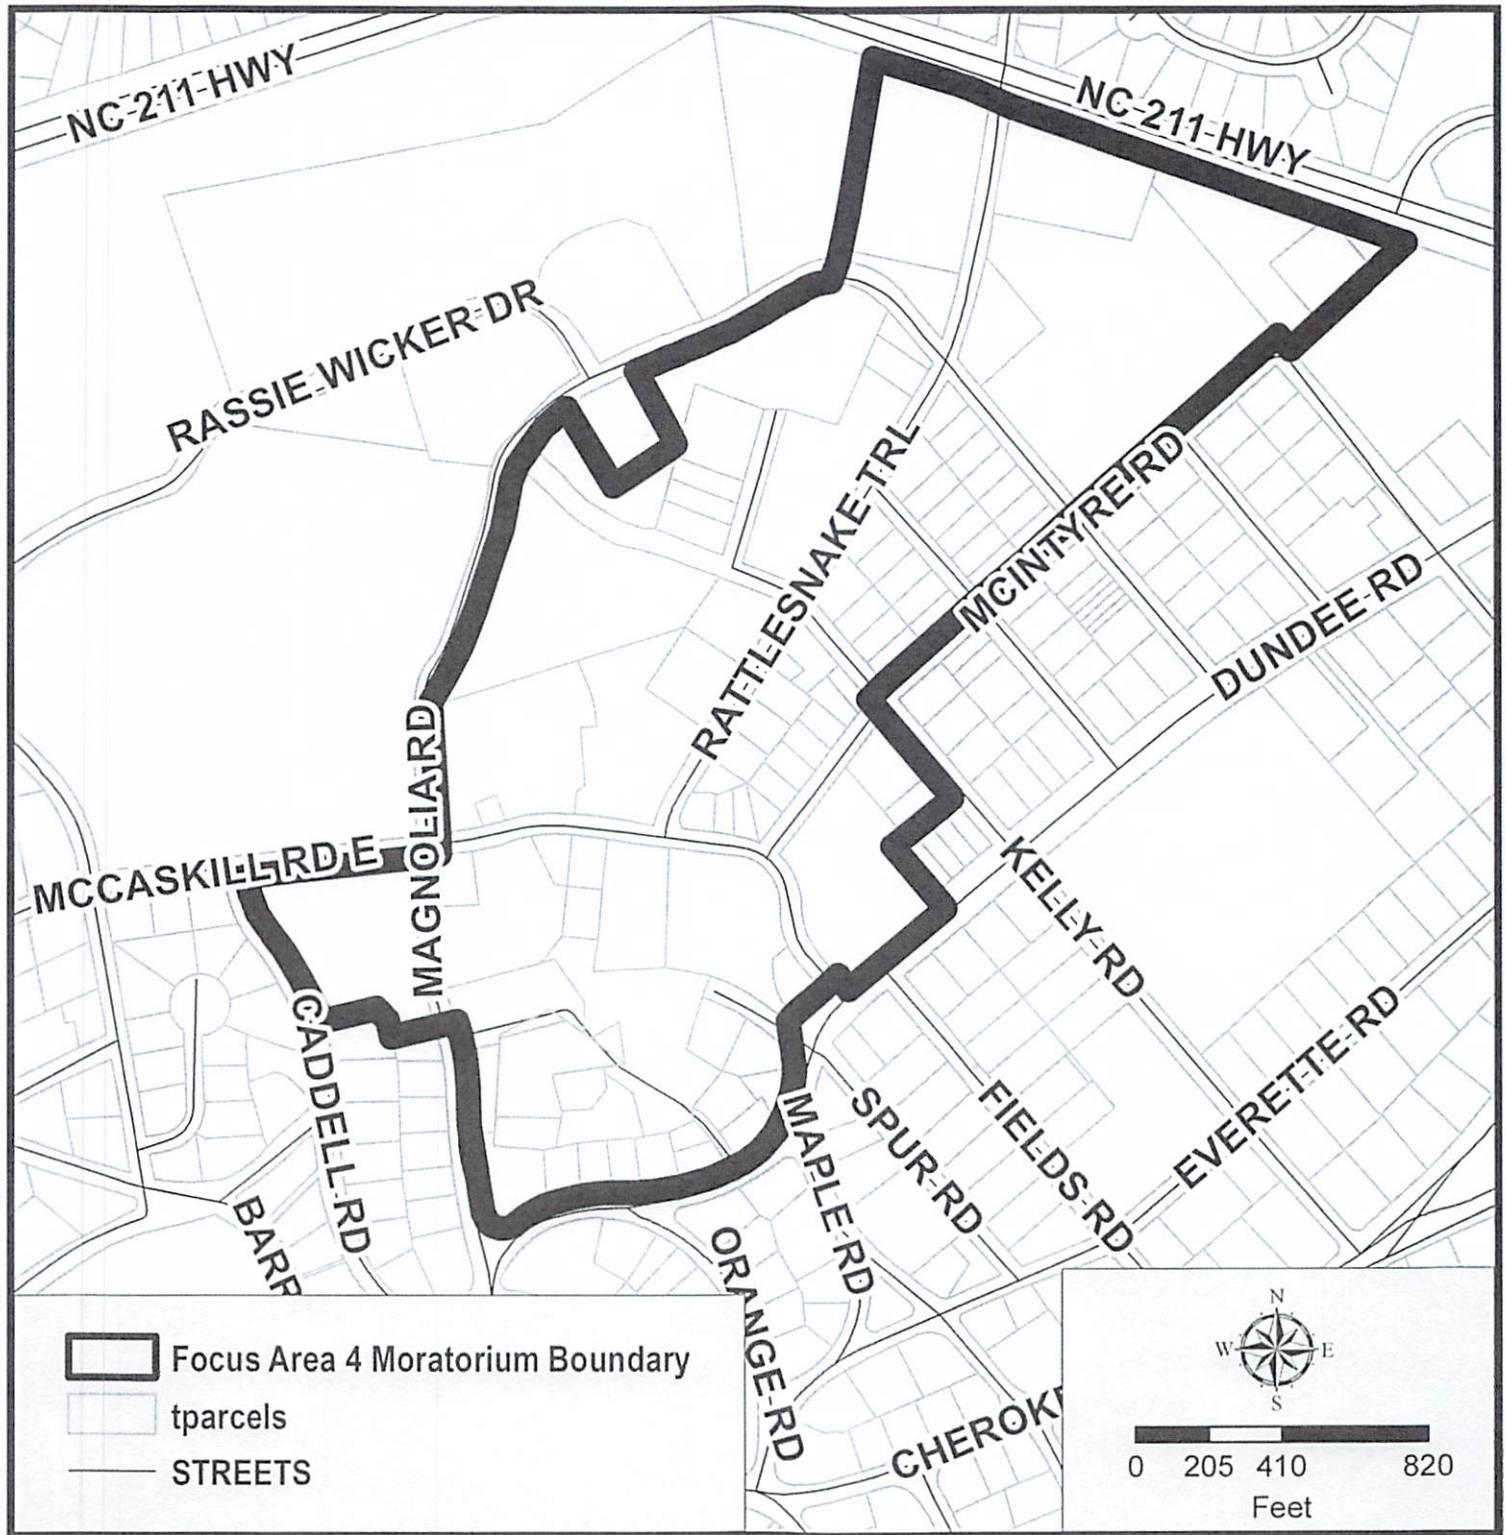 NC 211 HWY
NC 211 HWY
RASSIE WICKER DR
RATTLESNAKE TRL
MCINTYRE RD
DUNDEE RD
MAGNOLIA RD
MCCASKILL RD E
KELLY RD
CADDELL RD
MAPLE RD
SPUR RD
FIELDS RD
EVERETTE RD
BARR
ORANGE RD
CHEROK
Focus Area 4 Moratorium Boundary
tparcels
STREETS
N
W E
S
0 205 410 820
Feet